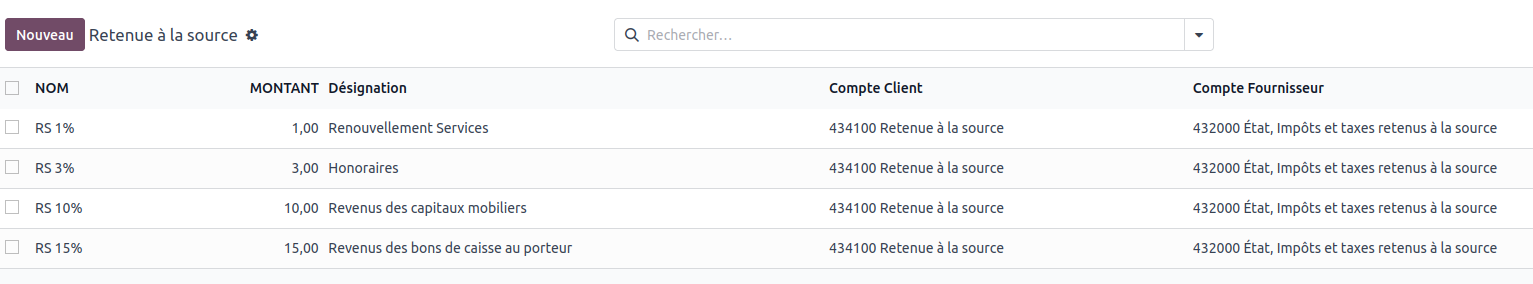 Nouveau Retenue à la source Rechercher...
NOM MONTANT Désignation Compte Client Compte Fournisseur
RS 1% 1,00 Renouvellement Services 434100 Retenue à la source 432000 État, Impôts et taxes retenus à la source
RS 3% 3,00 Honoraires 434100 Retenue à la source 432000 État, Impôts et taxes retenus à la source
RS 10% 10,00 Revenus des capitaux mobiliers 434100 Retenue à la source 432000 État, Impôts et taxes retenus à la source
RS 15% 15,00 Revenus des bons de caisse au porteur 434100 Retenue à la source 432000 État, Impôts et taxes retenus à la source